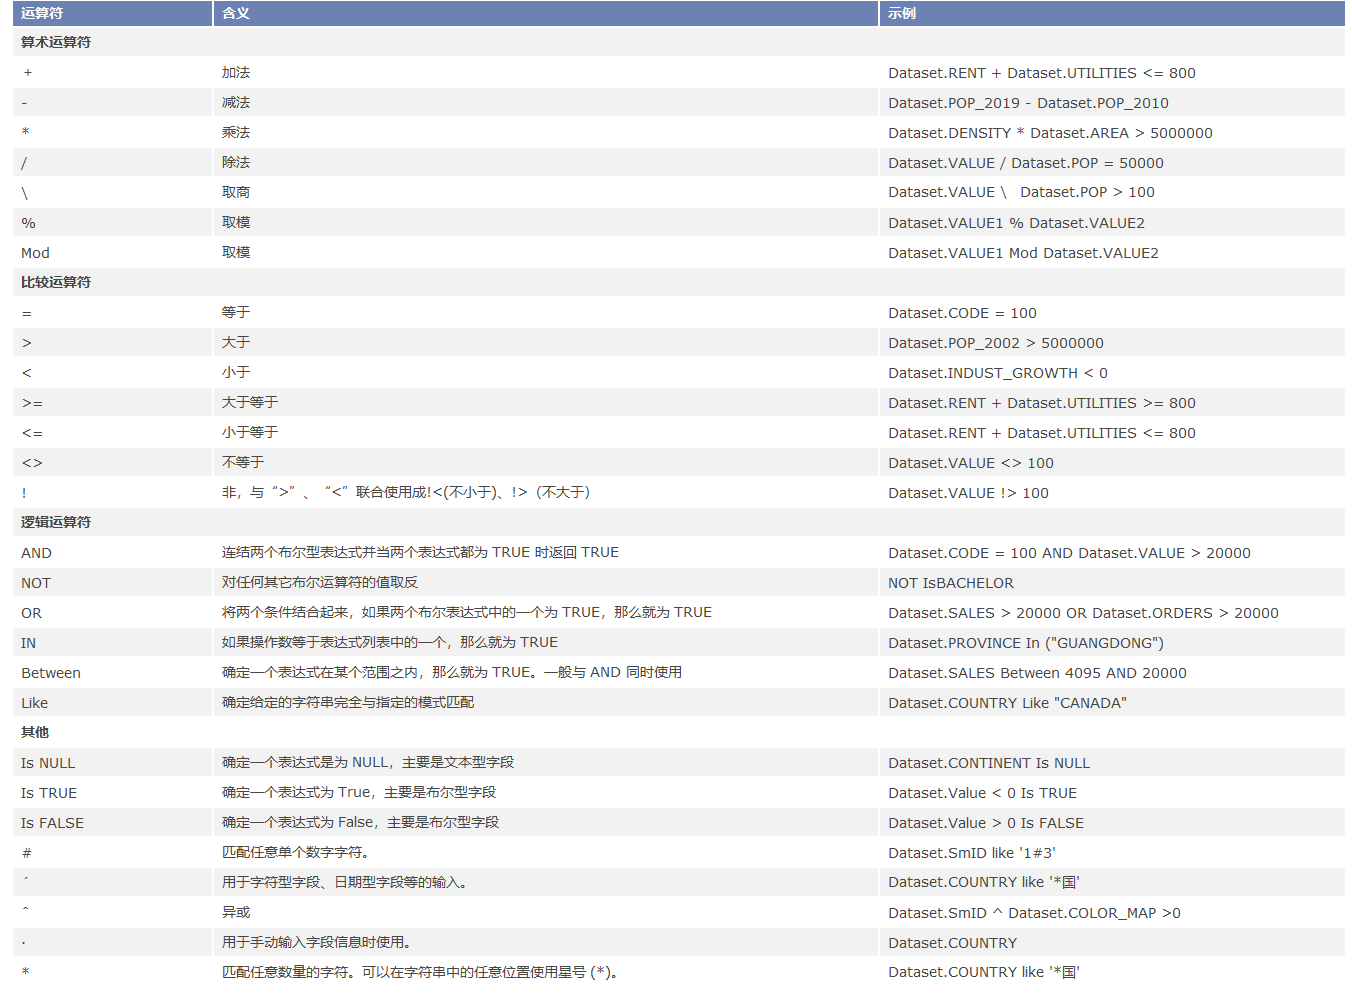 运算符 含义 示例
算术运算符
+ 加法 Dataset.RENT + Dataset.UTILITIES <= 800
- 减法 Dataset.POP_2019 - Dataset.POP_2010
* 乘法 Dataset.DENSITY * Dataset.AREA > 5000000
/ 除法 Dataset.VALUE / Dataset.POP = 50000
\ 取商 Dataset.VALUE \ Dataset.POP > 100
% 取模 Dataset.VALUE1 % Dataset.VALUE2
Mod 取模 Dataset.VALUE1 Mod Dataset.VALUE2
比较运算符
= 等于 Dataset.CODE = 100
> 大于 Dataset.POP_2002 > 5000000
< 小于 Dataset.INDUST_GROWTH < 0
>= 大于等于 Dataset.RENT + Dataset.UTILITIES >= 800
<= 小于等于 Dataset.RENT + Dataset.UTILITIES <= 800
<> 不等于 Dataset.VALUE <> 100
! 非，与“>”、“<”联合使用成!<(不小于)、!>（不大于） Dataset.VALUE !> 100
逻辑运算符
AND 连结两个布尔型表达式并当两个表达式都为 TRUE 时返回 TRUE Dataset.CODE = 100 AND Dataset.VALUE > 20000
NOT 对任何其它布尔运算符的值取反 NOT IsBACHELOR
OR 将两个条件结合起来，如果两个布尔表达式中的一个为 TRUE，那么就为 TRUE Dataset.SALES > 20000 OR Dataset.ORDERS > 20000
IN 如果操作数等于表达式列表中的一个，那么就为 TRUE Dataset.PROVINCE In ("GUANGDONG")
Between 确定一个表达式在某个范围之内，那么就为 TRUE。一般与 AND 同时使用 Dataset.SALES Between 4095 AND 20000
Like 确定给定的字符串完全与指定的模式匹配 Dataset.COUNTRY Like "CANADA"
其他
Is NULL 确定一个表达式是为 NULL，主要是文本型字段 Dataset.CONTINENT Is NULL
Is TRUE 确定一个表达式为 True，主要是布尔型字段 Dataset.Value < 0 Is TRUE
Is FALSE 确定一个表达式为 False，主要是布尔型字段 Dataset.Value > 0 Is FALSE
# 匹配任意单个数字字符。 Dataset.SmID like '1#3'
´ 用于字符型字段、日期型字段等的输入。 Dataset.COUNTRY like '*国'
ˆ 异或 Dataset.SmID ^ Dataset.COLOR_MAP >0
· 用于手动输入字段信息时使用。 Dataset.COUNTRY
* 匹配任意数量的字符。可以在字符串中的任意位置使用星号 (*)。 Dataset.COUNTRY like '*国'